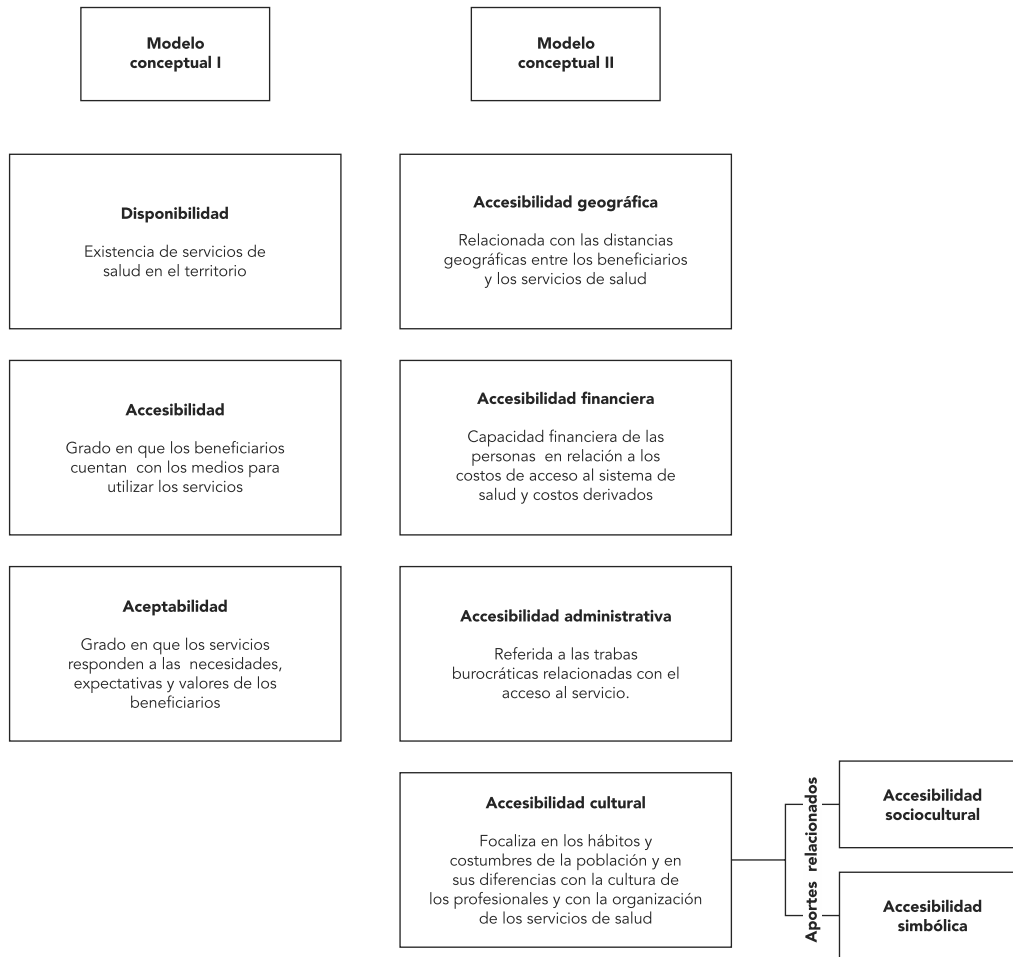 Modelo
conceptual I
Modelo
conceptual II
Disponibilidad
Existencia de servicios de
salud en el territorio
Accesibilidad geográfica
Relacionada con las distancias
geográficas entre los beneficiarios
y los servicios de salud
Accesibilidad
Grado en que los beneficiarios
cuentan con los medios para
utilizar los servicios
Accesibilidad financiera
Capacidad financiera de las
personas en relación a los
costos de acceso al sistema de
salud y costos derivados
Aceptabilidad
Grado en que los servicios
responden a las necesidades,
expectativas y valores de los
beneficiarios
Accesibilidad administrativa
Referida a las trabas
burocráticas relacionadas con el
acceso al servicio.
Accesibilidad cultural
Focaliza en los hábitos y
costumbres de la población y en
sus diferencias con la cultura de
los profesionales y con la organización
de los servicios de salud
Aportes relacionados
Accesibilidad
sociocultural
Accesibilidad
simbólica